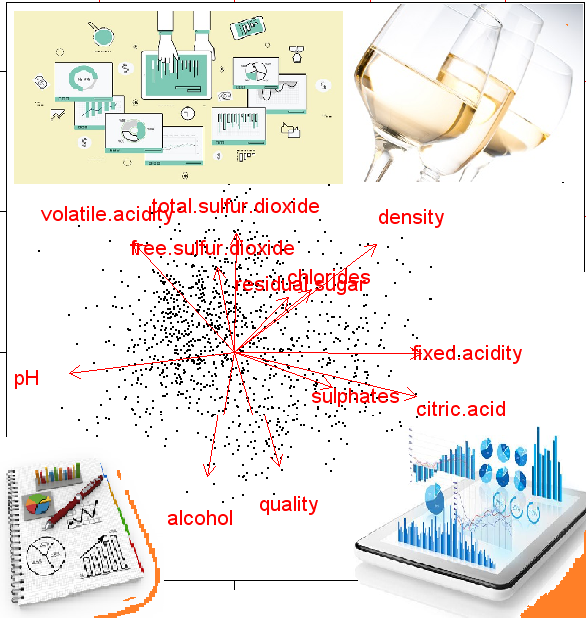 total.sulfur.dioxide
volatile.acidity
density
free.sulfur.dioxide
chlorides
residual.sugar
fixed.acidity
pH
sulphates
citric.acid
quality
alcohol